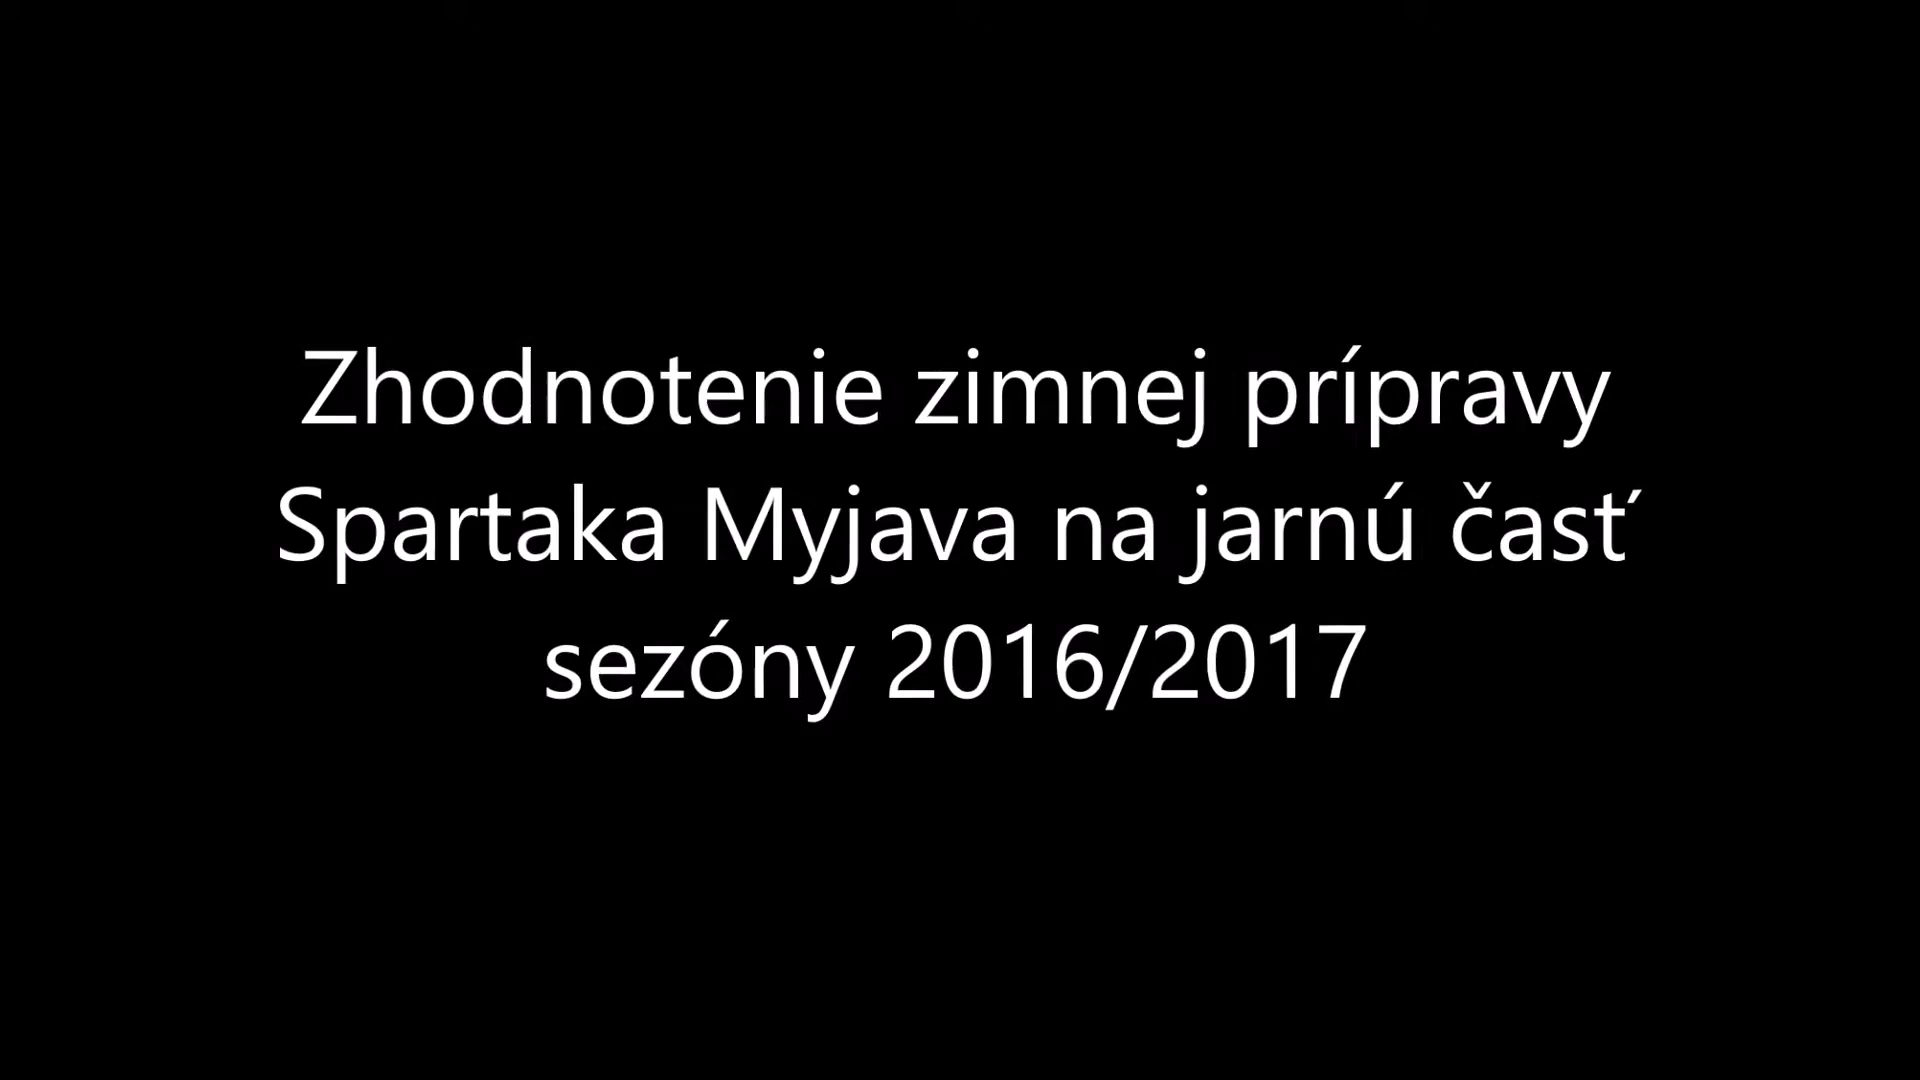 Zhodnotenie zimnej prípravy
Spartaka Myjava na jarnú časť
sezóny 2016/2017